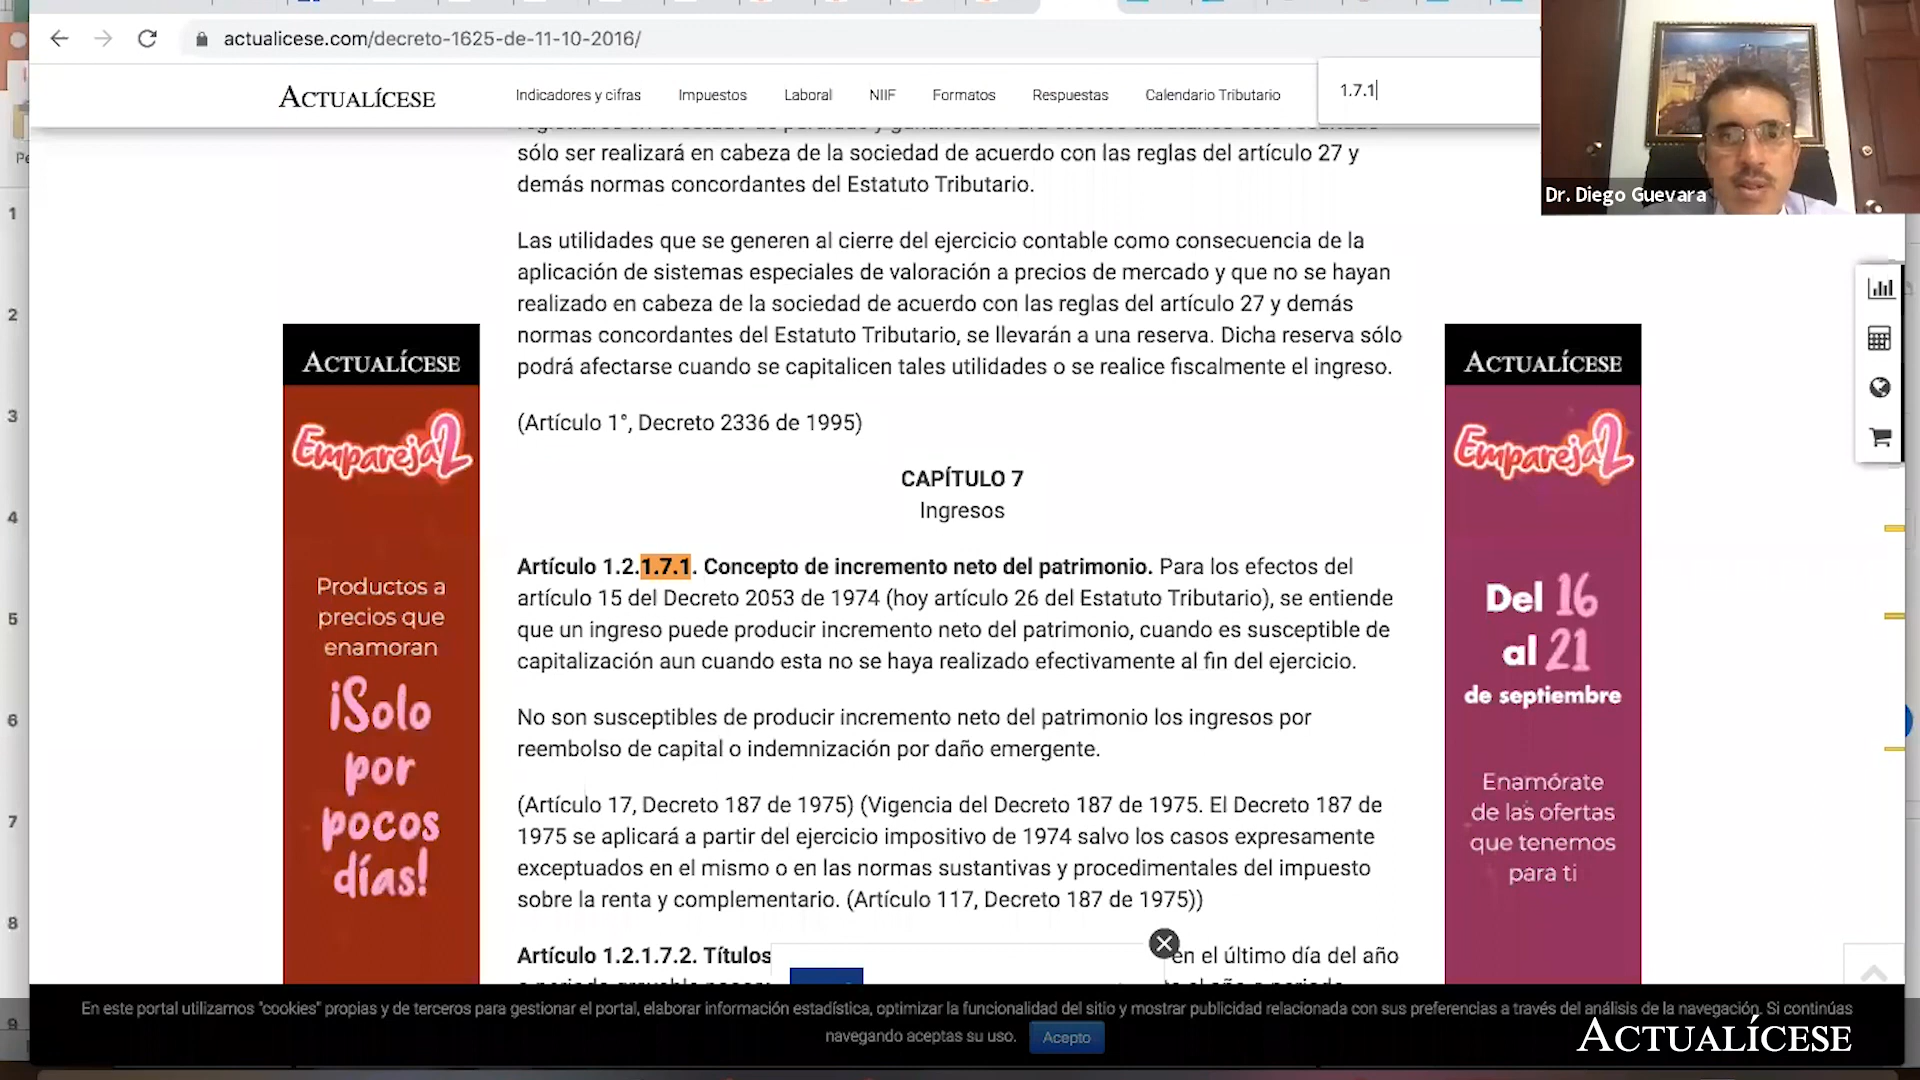 actualicese.com/decreto-1625-de-11-10-2016/
ACTUALÍCESE
Indicadores y cifras
Impuestos
Laboral
NIIF
Formatos
Respuestas
Calendario Tributario
1.7.1
Dr. Diego Guevara
sólo ser realizará en cabeza de la sociedad de acuerdo con las reglas del artículo 27 y
demás normas concordantes del Estatuto Tributario.
Las utilidades que se generen al cierre del ejercicio contable como consecuencia de la
aplicación de sistemas especiales de valoración a precios de mercado y que no se hayan
realizado en cabeza de la sociedad de acuerdo con las reglas del artículo 27 y demás
normas concordantes del Estatuto Tributario, se llevarán a una reserva. Dicha reserva sólo
podrá afectarse cuando se capitalicen tales utilidades o se realice fiscalmente el ingreso.
(Artículo 1°, Decreto 2336 de 1995)
CAPÍTULO 7
Ingresos
Artículo 1.2.1.7.1. Concepto de incremento neto del patrimonio. Para los efectos del
artículo 15 del Decreto 2053 de 1974 (hoy artículo 26 del Estatuto Tributario), se entiende
que un ingreso puede producir incremento neto del patrimonio, cuando es susceptible de
capitalización aun cuando esta no se haya realizado efectivamente al fin del ejercicio.
No son susceptibles de producir incremento neto del patrimonio los ingresos por
reembolso de capital o indemnización por daño emergente.
(Artículo 17, Decreto 187 de 1975) (Vigencia del Decreto 187 de 1975. El Decreto 187 de
1975 se aplicará a partir del ejercicio impositivo de 1974 salvo los casos expresamente
exceptuados en el mismo o en las normas sustantivas y procedimentales del impuesto
sobre la renta y complementario. (Artículo 117, Decreto 187 de 1975))
Artículo 1.2.1.7.2. Títulos
en el último día del año
ACTUALÍCESE
Empareja2
Productos a
precios que
enamoran
¡Solo
por
pocos
días!
ACTUALÍCESE
Empareja2
Del 16
al 21
de septiembre
Enamórate
de las ofertas
que tenemos
para ti
1
2
3
4
5
6
7
8
9
En este portal utilizamos "cookies" propias y de terceros para gestionar el portal, elaborar información estadística, optimizar la funcionalidad del sitio y mostrar publicidad relacionada con sus preferencias a través del análisis de la navegación. Si continúas
navegando aceptas su uso.
Acepto
ACTUALÍCESE